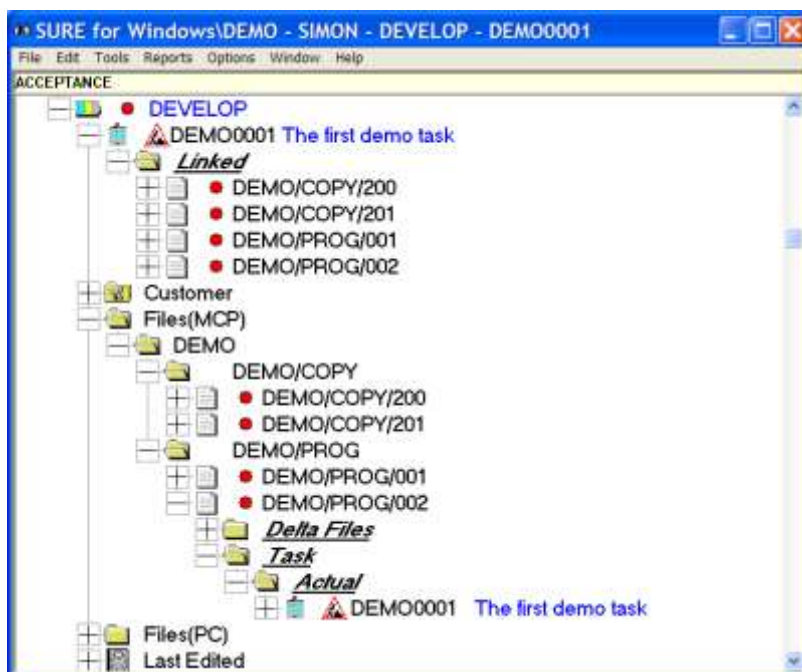 SURE for Windows\DEMO - SIMON - DEVELOP - DEMO0001
File Edit Tools Reports Options Window Help
ACCEPTANCE
DEVELOP
DEMO0001 The first demo task
Linked
DEMO/COPY/200
DEMO/COPY/201
DEMO/PROG/001
DEMO/PROG/002
Customer
Files(MCP)
DEMO
DEMO/COPY
DEMO/COPY/200
DEMO/COPY/201
DEMO/PROG
DEMO/PROG/001
DEMO/PROG/002
Delta Files
Task
Actual
DEMO0001 The first demo task
Files(PC)
Last Edited